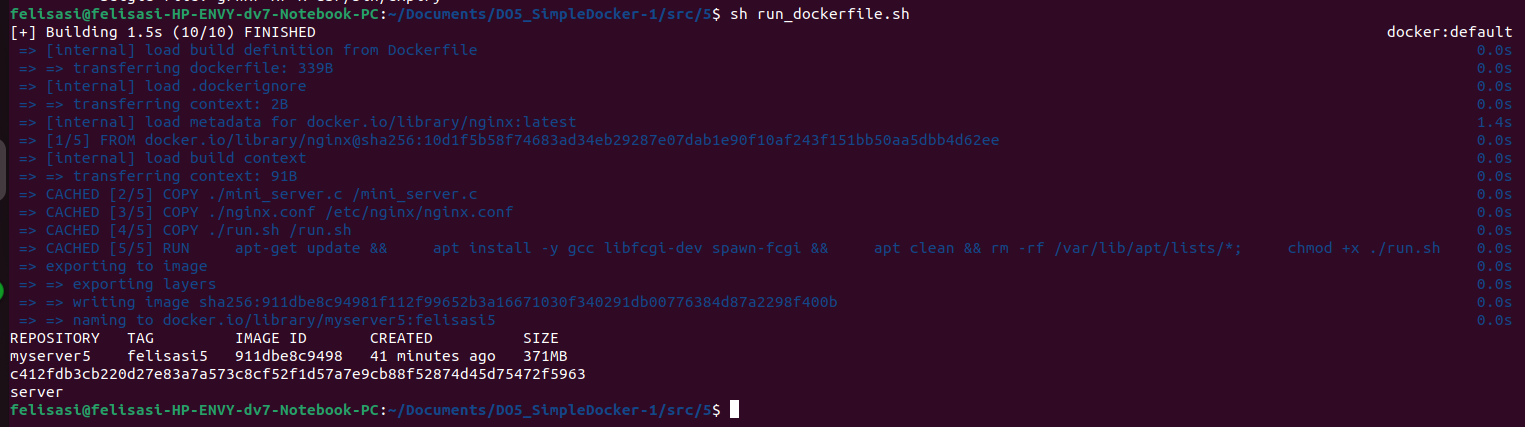 felisasi@felisasi-HP-ENVY-dv7-Notebook-PC:~/Documents/DO5_SimpleDocker-1/src/5$ sh run_dockerfile.sh
[+] Building 1.5s (10/10) FINISHED docker:default
=> [internal] load build definition from Dockerfile 0.0s
=> => transferring dockerfile: 339B 0.0s
=> [internal] load .dockerignore 0.0s
=> => transferring context: 2B 0.0s
=> [internal] load metadata for docker.io/library/nginx:latest 1.4s
=> [1/5] FROM docker.io/library/nginx@sha256:10d1f5b58f74683ad34eb29287e07dab1e90f10af243f151bb50aa5dbb4d62ee 0.0s
=> [internal] load build context 0.0s
=> => transferring context: 91B 0.0s
=> CACHED [2/5] COPY ./mini_server.c /mini_server.c 0.0s
=> CACHED [3/5] COPY ./nginx.conf /etc/nginx/nginx.conf 0.0s
=> CACHED [4/5] COPY ./run.sh /run.sh 0.0s
=> CACHED [5/5] RUN     apt-get update &&     apt install -y gcc libfcgi-dev spawn-fcgi &&     apt clean && rm -rf /var/lib/apt/lists/*;     chmod +x ./run.sh 0.0s
=> exporting to image 0.0s
=> => exporting layers 0.0s
=> => writing image sha256:911dbe8c94981f112f99652b3a16671030f340291db00776384d87a2298f400b 0.0s
=> => naming to docker.io/library/myserver5:felisasi5 0.0s
REPOSITORY   TAG         IMAGE ID       CREATED          SIZE
myserver5    felisasi5   911dbe8c9498   41 minutes ago   371MB
c412fdb3cb220d27e83a7a573c8cf52f1d57a7e9cb88f52874d45d75472f5963
server
felisasi@felisasi-HP-ENVY-dv7-Notebook-PC:~/Documents/DO5_SimpleDocker-1/src/5$